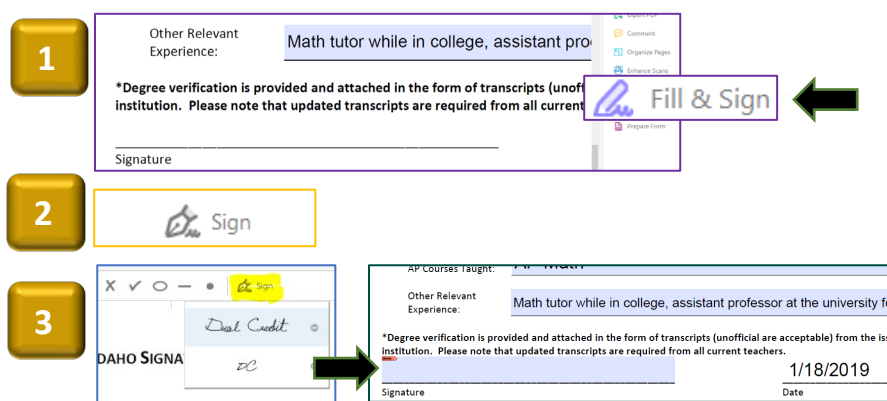 1
Other Relevant
Experience:
Math tutor while in college, assistant pro
*Degree verification is provided and attached in the form of transcripts (unoff
institution. Please note that updated transcripts are required from all current
Signature
Export PDF
Comment
Organize Pages
Enhance Scans
Fill & Sign
Prepare Form
2
Sign
3
Sign
Dual Credit
DC
DAHO SIGNA
AP Courses Taught:
AP Math
Other Relevant
Experience:
Math tutor while in college, assistant professor at the university f
*Degree verification is provided and attached in the form of transcripts (unofficial are acceptable) from the iss
institution. Please note that updated transcripts are required from all current teachers.
1/18/2019
Signature
Date